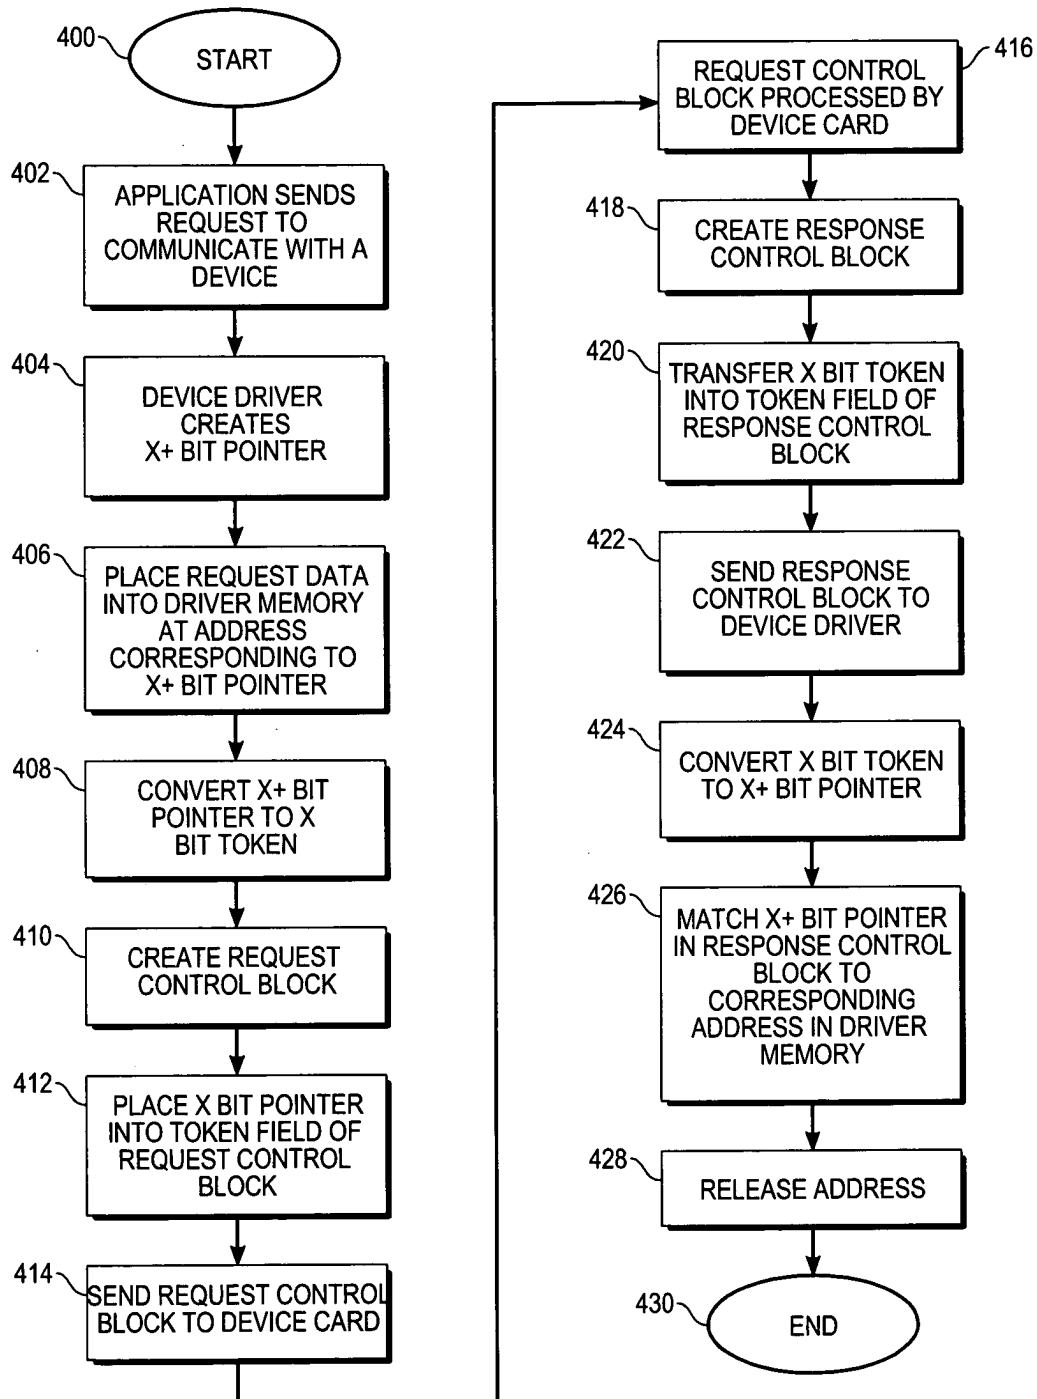 400
START
402
APPLICATION SENDS
REQUEST TO
COMMUNICATE WITH A
DEVICE
404
DEVICE DRIVER
CREATES
X+ BIT POINTER
406
PLACE REQUEST DATA
INTO DRIVER MEMORY
AT ADDRESS
CORRESPONDING TO
X+ BIT POINTER
408
CONVERT X+ BIT
POINTER TO X
BIT TOKEN
410
CREATE REQUEST
CONTROL BLOCK
412
PLACE X BIT POINTER
INTO TOKEN FIELD OF
REQUEST CONTROL
BLOCK
414
SEND REQUEST CONTROL
BLOCK TO DEVICE CARD
416
REQUEST CONTROL
BLOCK PROCESSED BY
DEVICE CARD
418
CREATE RESPONSE
CONTROL BLOCK
420
TRANSFER X BIT TOKEN
INTO TOKEN FIELD OF
RESPONSE CONTROL
BLOCK
422
SEND RESPONSE
CONTROL BLOCK TO
DEVICE DRIVER
424
CONVERT X BIT TOKEN
TO X+ BIT POINTER
426
MATCH X+ BIT POINTER
IN RESPONSE CONTROL
BLOCK TO
CORRESPONDING
ADDRESS IN DRIVER
MEMORY
428
RELEASE ADDRESS
430
END